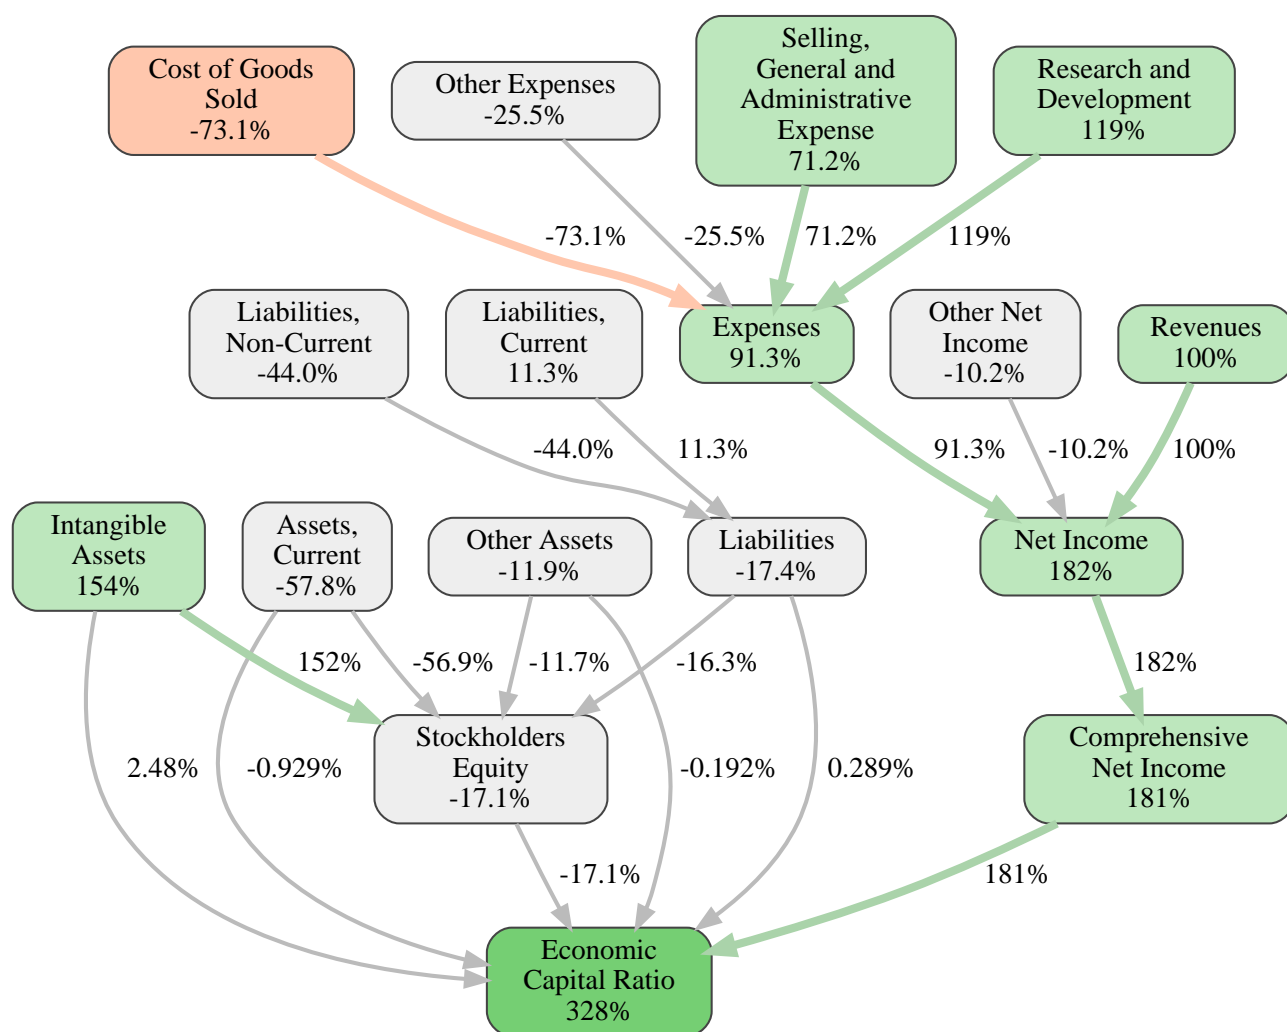 Cost of Goods
Sold
-73.1%
Other Expenses
-25.5%
Selling,
General and
Administrative
Expense
71.2%
Research and
Development
119%
-73.1%
-25.5%
71.2%
119%
Liabilities,
Non-Current
-44.0%
Liabilities,
Current
11.3%
Expenses
91.3%
Other Net
Income
-10.2%
Revenues
100%
-44.0%
11.3%
91.3%
-10.2%
100%
Intangible
Assets
154%
Assets,
Current
-57.8%
Other Assets
-11.9%
Liabilities
-17.4%
Net Income
182%
152%
-56.9%
-11.7%
-16.3%
182%
Stockholders
Equity
-17.1%
Comprehensive
Net Income
181%
2.48%
-0.929%
-0.192%
0.289%
-17.1%
181%
Economic
Capital Ratio
328%